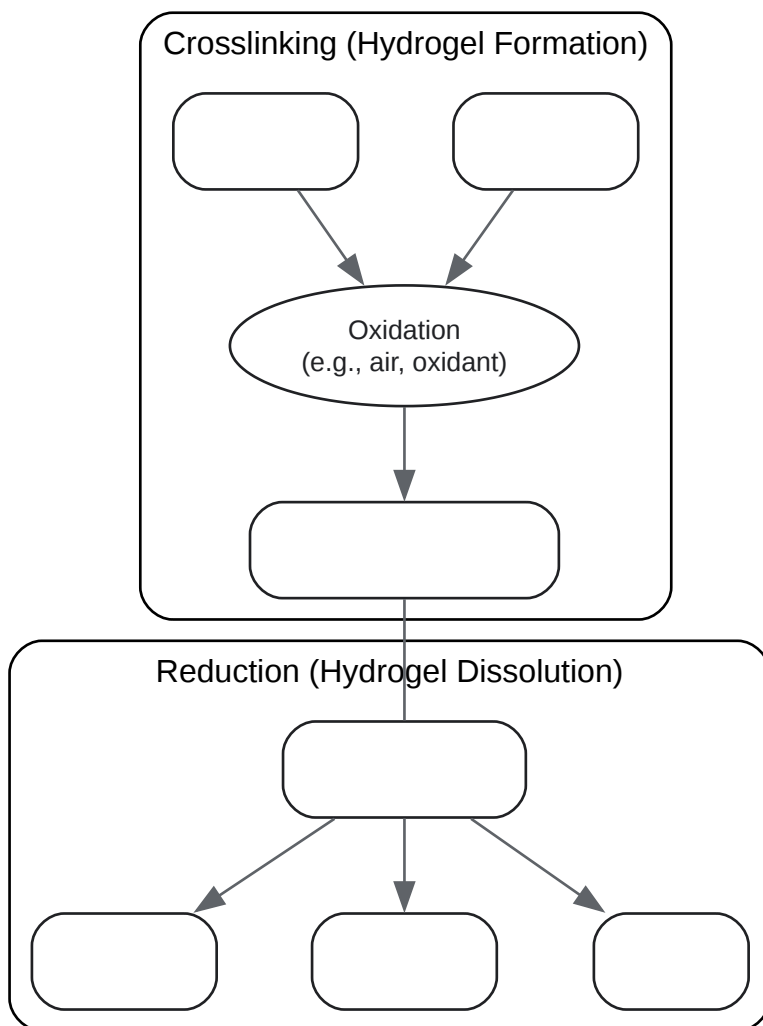 Crosslinking (Hydrogel Formation)
Oxidation
(e.g., air, oxidant)
Reduction (Hydrogel Dissolution)